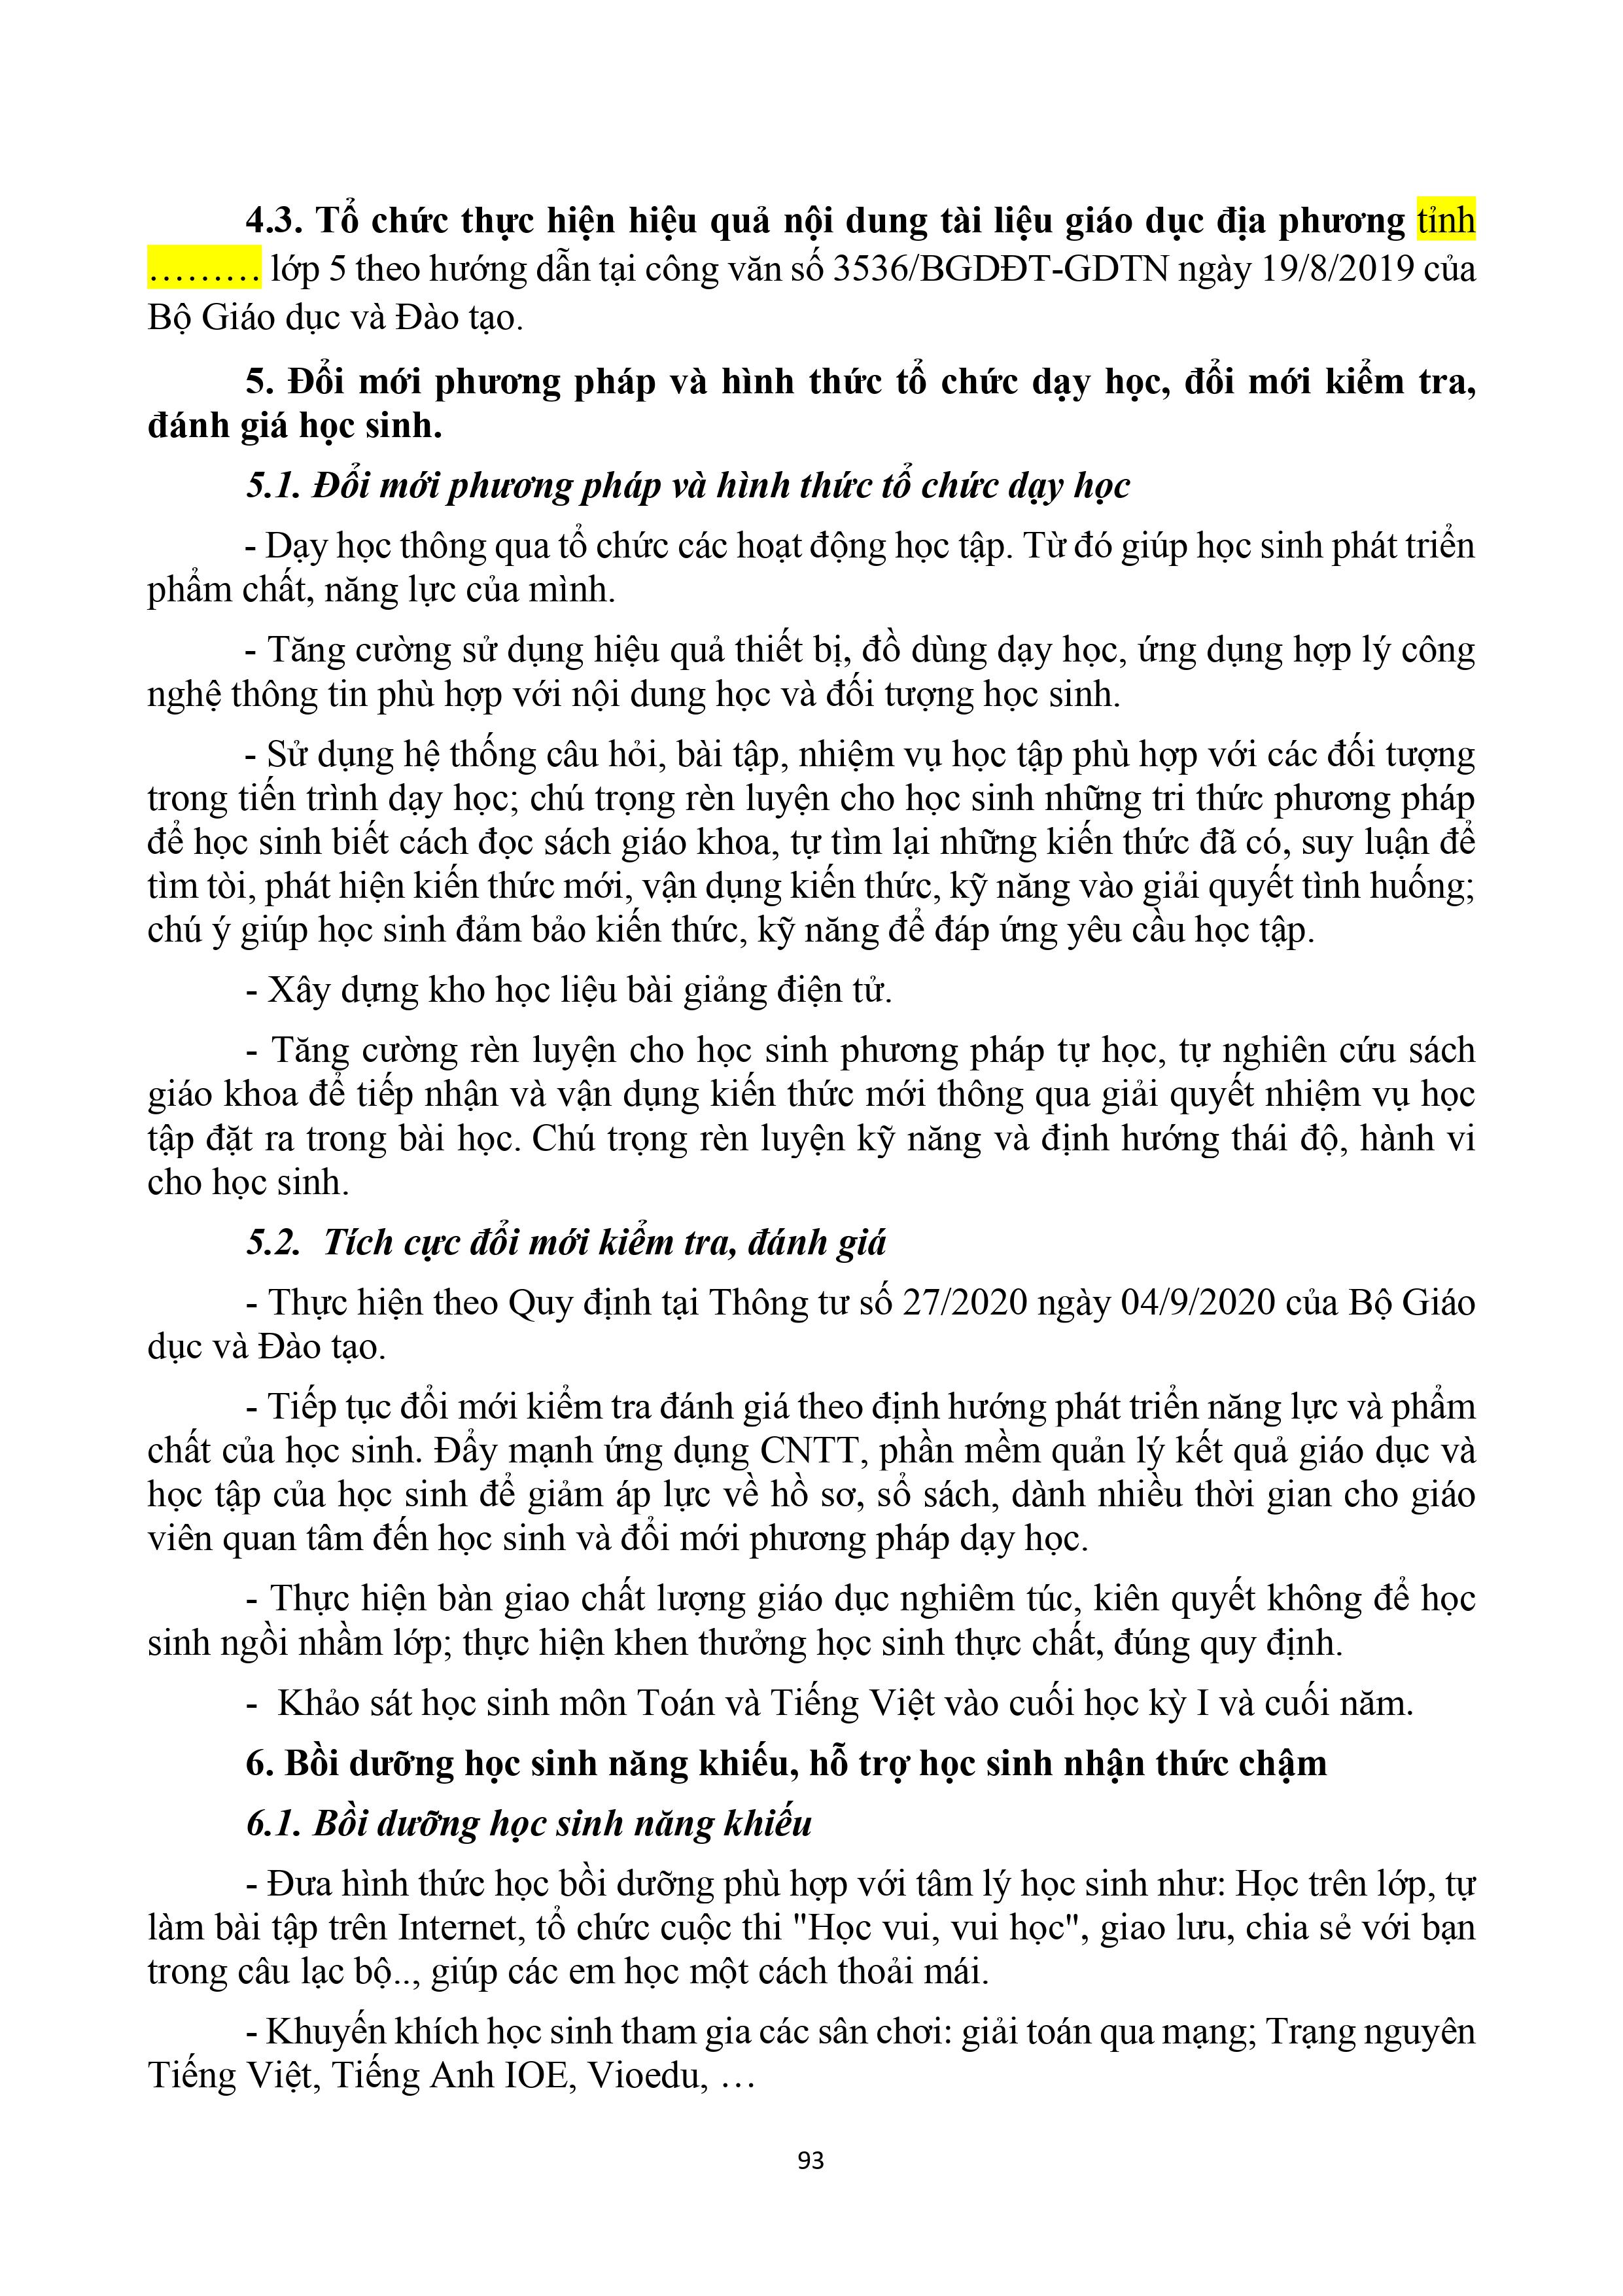 4.3. Tổ chức thực hiện hiệu quả nội dung tài liệu giáo dục địa phương tỉnh
……… lớp 5 theo hướng dẫn tại công văn số 3536/BGDĐT-GDTN ngày 19/8/2019 của
Bộ Giáo dục và Đào tạo.
5. Đổi mới phương pháp và hình thức tổ chức dạy học, đổi mới kiểm tra,
đánh giá học sinh.
5.1. Đổi mới phương pháp và hình thức tổ chức dạy học
- Dạy học thông qua tổ chức các hoạt động học tập. Từ đó giúp học sinh phát triển
phẩm chất, năng lực của mình.
- Tăng cường sử dụng hiệu quả thiết bị, đồ dùng dạy học, ứng dụng hợp lý công
nghệ thông tin phù hợp với nội dung học và đối tượng học sinh.
- Sử dụng hệ thống câu hỏi, bài tập, nhiệm vụ học tập phù hợp với các đối tượng
trong tiến trình dạy học; chú trọng rèn luyện cho học sinh những tri thức phương pháp
để học sinh biết cách đọc sách giáo khoa, tự tìm lại những kiến thức đã có, suy luận để
tìm tòi, phát hiện kiến thức mới, vận dụng kiến thức, kỹ năng vào giải quyết tình huống;
chú ý giúp học sinh đảm bảo kiến thức, kỹ năng để đáp ứng yêu cầu học tập.
- Xây dựng kho học liệu bài giảng điện tử.
- Tăng cường rèn luyện cho học sinh phương pháp tự học, tự nghiên cứu sách
giáo khoa để tiếp nhận và vận dụng kiến thức mới thông qua giải quyết nhiệm vụ học
tập đặt ra trong bài học. Chú trọng rèn luyện kỹ năng và định hướng thái độ, hành vi
cho học sinh.
5.2. Tích cực đổi mới kiểm tra, đánh giá
- Thực hiện theo Quy định tại Thông tư số 27/2020 ngày 04/9/2020 của Bộ Giáo
dục và Đào tạo.
- Tiếp tục đổi mới kiểm tra đánh giá theo định hướng phát triển năng lực và phẩm
chất của học sinh. Đẩy mạnh ứng dụng CNTT, phần mềm quản lý kết quả giáo dục và
học tập của học sinh để giảm áp lực về hồ sơ, sổ sách, dành nhiều thời gian cho giáo
viên quan tâm đến học sinh và đổi mới phương pháp dạy học.
- Thực hiện bàn giao chất lượng giáo dục nghiêm túc, kiên quyết không để học
sinh ngồi nhầm lớp; thực hiện khen thưởng học sinh thực chất, đúng quy định.
- Khảo sát học sinh môn Toán và Tiếng Việt vào cuối học kỳ I và cuối năm.
6. Bồi dưỡng học sinh năng khiếu, hỗ trợ học sinh nhận thức chậm
6.1. Bồi dưỡng học sinh năng khiếu
- Đưa hình thức học bồi dưỡng phù hợp với tâm lý học sinh như: Học trên lớp, tự
làm bài tập trên Internet, tổ chức cuộc thi "Học vui, vui học", giao lưu, chia sẻ với bạn
trong câu lạc bộ.., giúp các em học một cách thoải mái.
- Khuyến khích học sinh tham gia các sân chơi: giải toán qua mạng; Trạng nguyên
Tiếng Việt, Tiếng Anh IOE, Vioedu, …
93